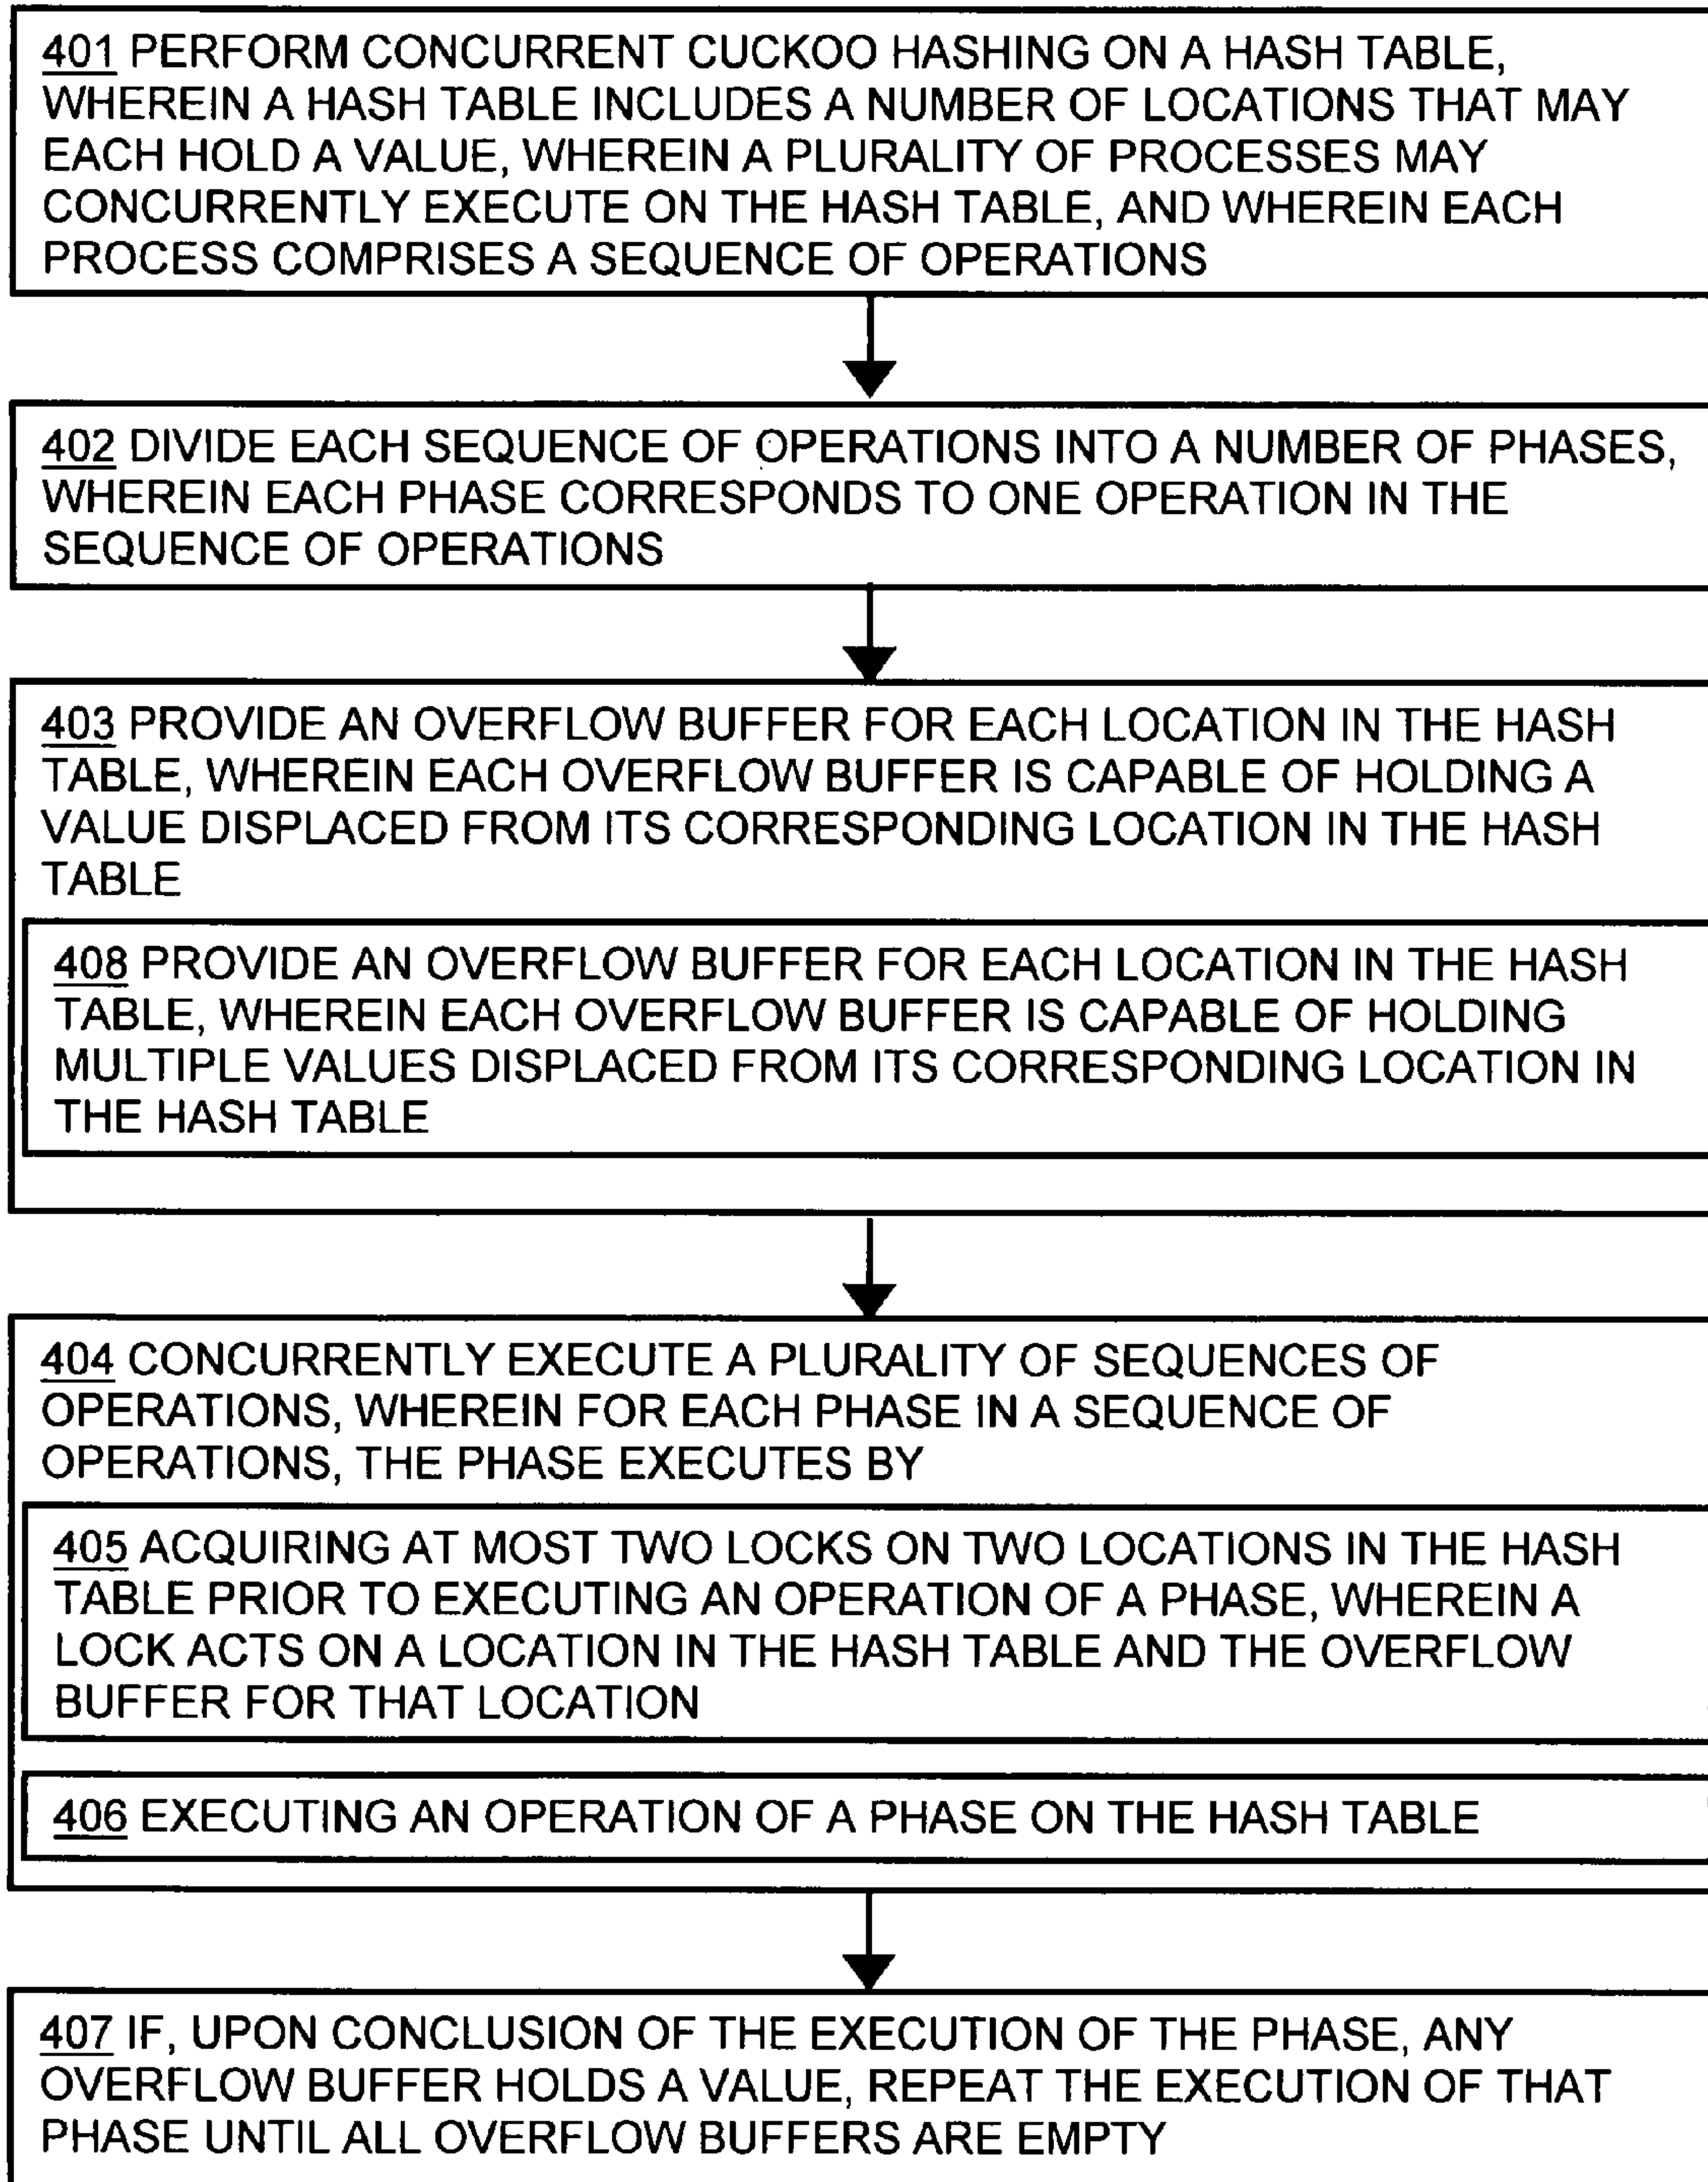 401 PERFORM CONCURRENT CUCKOO HASHING ON A HASH TABLE,
WHEREIN A HASH TABLE INCLUDES A NUMBER OF LOCATIONS THAT MAY
EACH HOLD A VALUE, WHEREIN A PLURALITY OF PROCESSES MAY
CONCURRENTLY EXECUTE ON THE HASH TABLE, AND WHEREIN EACH
PROCESS COMPRISES A SEQUENCE OF OPERATIONS
402 DIVIDE EACH SEQUENCE OF OPERATIONS INTO A NUMBER OF PHASES,
WHEREIN EACH PHASE CORRESPONDS TO ONE OPERATION IN THE
SEQUENCE OF OPERATIONS
403 PROVIDE AN OVERFLOW BUFFER FOR EACH LOCATION IN THE HASH
TABLE, WHEREIN EACH OVERFLOW BUFFER IS CAPABLE OF HOLDING A
VALUE DISPLACED FROM ITS CORRESPONDING LOCATION IN THE HASH
TABLE
408 PROVIDE AN OVERFLOW BUFFER FOR EACH LOCATION IN THE HASH
TABLE, WHEREIN EACH OVERFLOW BUFFER IS CAPABLE OF HOLDING
MULTIPLE VALUES DISPLACED FROM ITS CORRESPONDING LOCATION IN
THE HASH TABLE
404 CONCURRENTLY EXECUTE A PLURALITY OF SEQUENCES OF
OPERATIONS, WHEREIN FOR EACH PHASE IN A SEQUENCE OF
OPERATIONS, THE PHASE EXECUTES BY
405 ACQUIRING AT MOST TWO LOCKS ON TWO LOCATIONS IN THE HASH
TABLE PRIOR TO EXECUTING AN OPERATION OF A PHASE, WHEREIN A
LOCK ACTS ON A LOCATION IN THE HASH TABLE AND THE OVERFLOW
BUFFER FOR THAT LOCATION
406 EXECUTING AN OPERATION OF A PHASE ON THE HASH TABLE
407 IF, UPON CONCLUSION OF THE EXECUTION OF THE PHASE, ANY
OVERFLOW BUFFER HOLDS A VALUE, REPEAT THE EXECUTION OF THAT
PHASE UNTIL ALL OVERFLOW BUFFERS ARE EMPTY